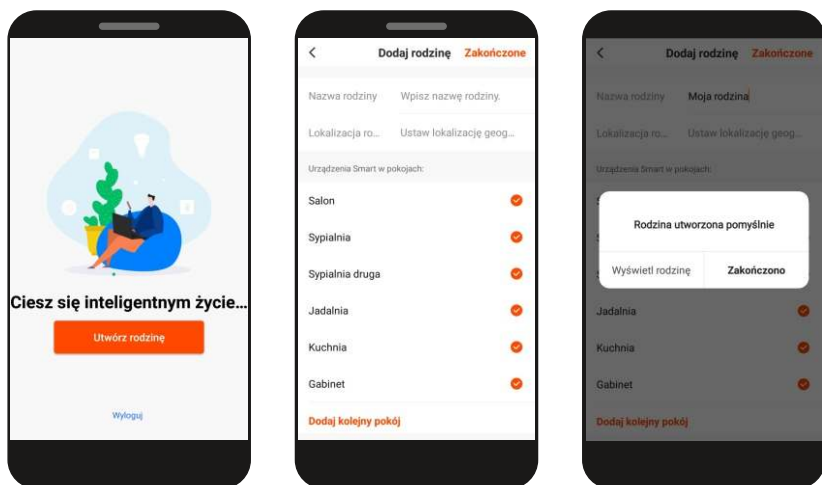 Ciesz się inteligentnym życie...
Utwórz rodzinę
Wyloguj
Dodaj rodzinę Zakończone
Nazwa rodziny Wpisz nazwę rodziny.
Lokalizacja ro... Ustaw lokalizację geog...
Urządzenia Smart w pokojach:
Salon
Sypialnia
Sypialnia druga
Jadalnia
Kuchnia
Gabinet
Dodaj kolejny pokój
Dodaj rodzinę Zakończone
Nazwa rodziny Moja rodzina
Lokalizacja ro... Ustaw lokalizację geog...
Urządzenia Smart w pokojach:
Rodzina utworzona pomyślnie
Wyświetl rodzinę Zakończono
Jadalnia
Kuchnia
Gabinet
Dodaj kolejny pokój